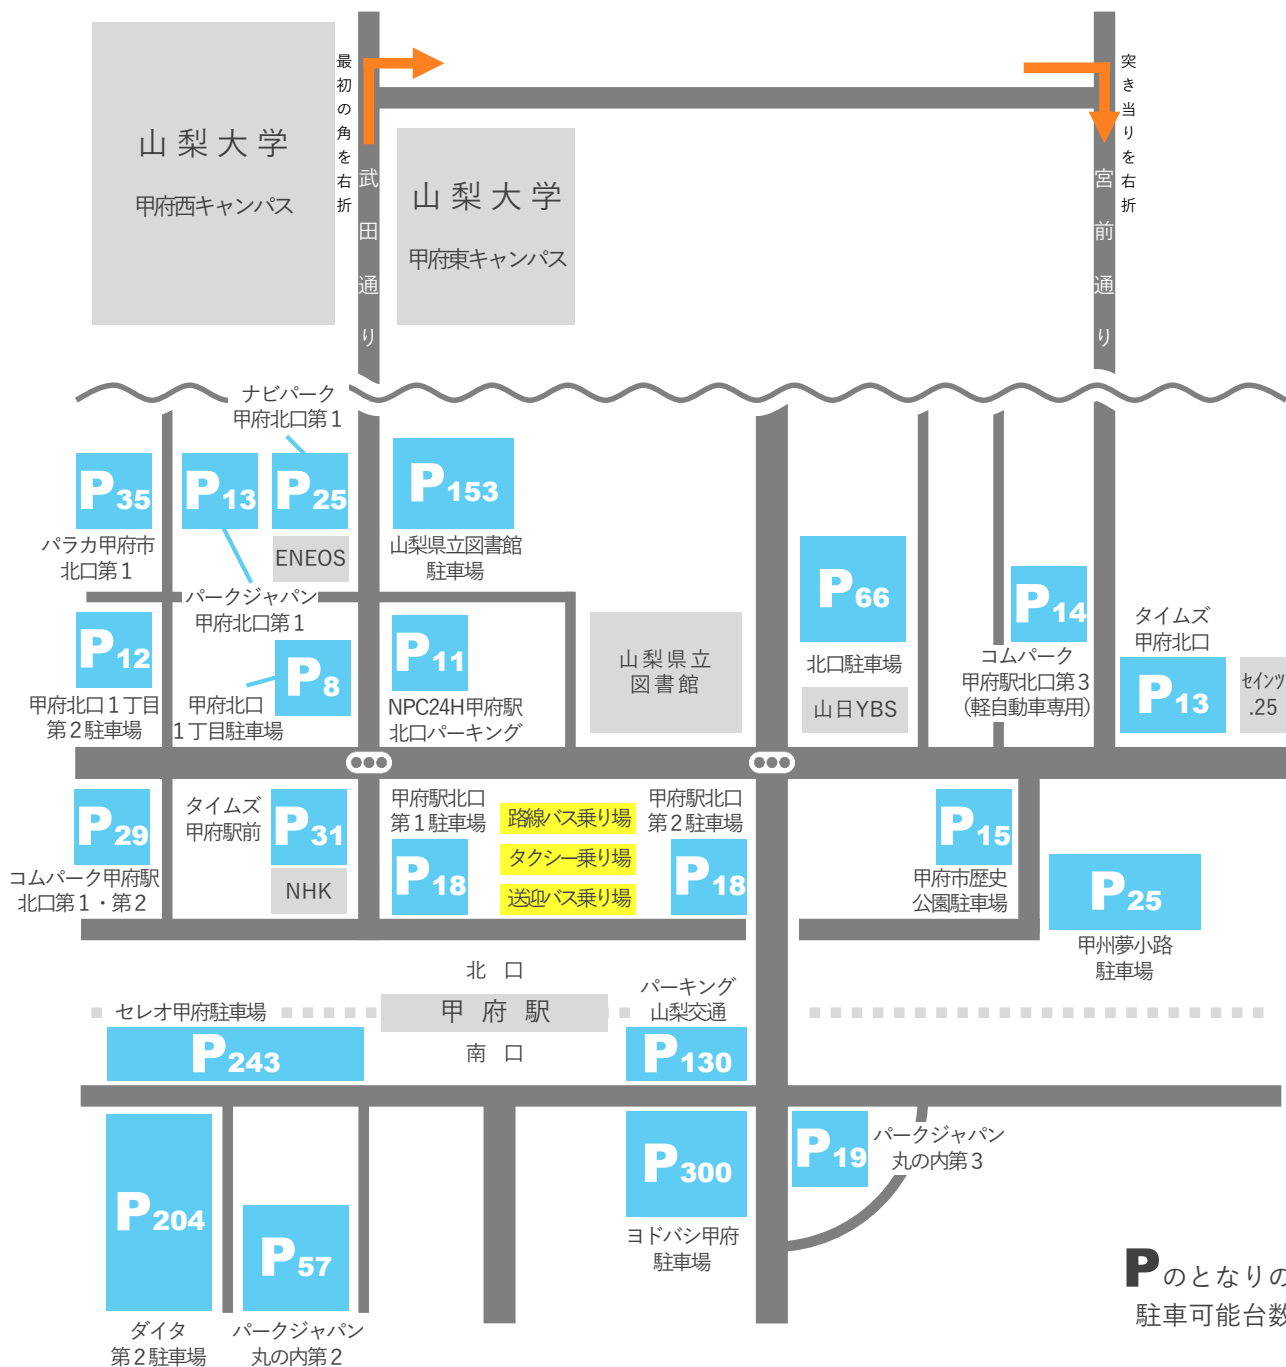 最初の角を右折
突き当りを右折
山梨大学
甲府西キャンパス
山梨大学
甲府東キャンパス
武田通り
宮前通り
ナビパーク
甲府北口第1
P35
P13
P25
P153
パラカ甲府市
北口第1
ENEOS
山梨県立図書館
駐車場
P66
P14
パークジャパン
甲府北口第1
P12
P8
P11
山梨県立
図書館
北口駐車場
コムパーク
甲府駅北口第3
(軽自動車専用)
タイムズ
甲府北口
P13
セインツ
.25
甲府北口1丁目
第2駐車場
甲府北口
1丁目駐車場
NPC24H甲府駅
北口パーキング
山日YBS
P29
タイムズ
甲府駅前
P31
甲府駅北口
第1駐車場
P18
路線バス乗り場
タクシー乗り場
送迎バス乗り場
甲府駅北口
第2駐車場
P18
P15
P25
コムパーク甲府駅
北口第1・第2
NHK
甲府市歴史
公園駐車場
甲州夢小路
駐車場
北口
甲府駅
南口
セレオ甲府駐車場
P243
パーキング
山梨交通
P130
P204
P57
P300
P19
パークジャパン
丸の内第3
ヨドバシ甲府
駐車場
ダイタ
第2駐車場
パークジャパン
丸の内第2
Pのとなりの
駐車可能台数